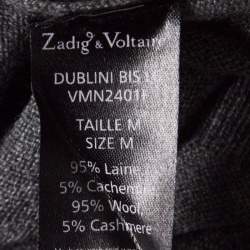 Zadig & Voltaire
DUBLINI BIS
VMN2401F
TAILLE M
SIZE M
95% Laine,
5% Cachemire
95% Wool,
5% Cashmere